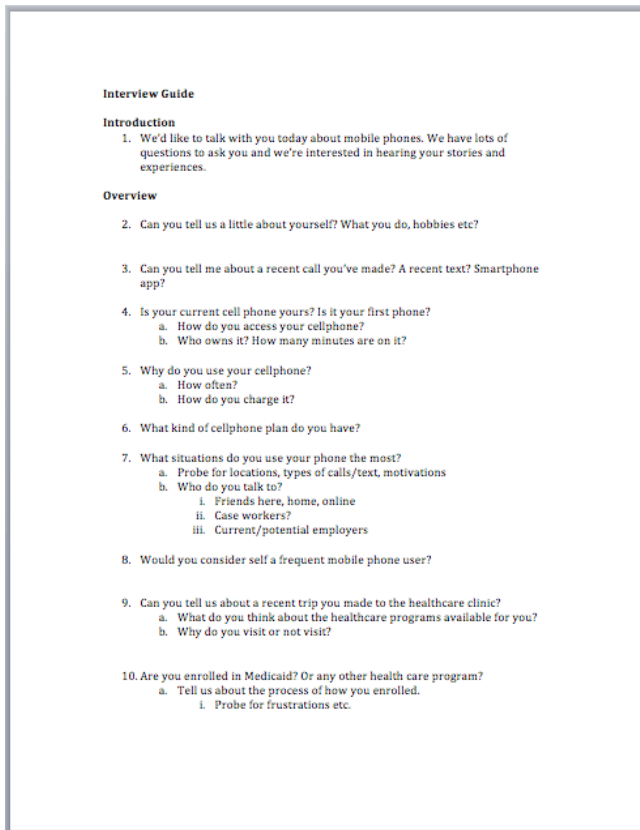 Interview Guide
Introduction
1. We'd like to talk with you today about mobile phones. We have lots of
questions to ask you and we're interested in hearing your stories and
experiences.
Overview
2. Can you tell us a little about yourself? What you do, hobbies etc?
3. Can you tell me about a recent call you've made? A recent text? Smartphone
app?
4. Is your current cell phone yours? Is it your first phone?
a. How do you access your cellphone?
b. Who owns it? How many minutes are on it?
5. Why do you use your cellphone?
a. How often?
b. How do you charge it?
6. What kind of cellphone plan do you have?
7. What situations do you use your phone the most?
a. Probe for locations, types of calls/text, motivations
b. Who do you talk to?
i. Friends here, home, online
ii. Case workers?
iii. Current/potential employers
8. Would you consider self a frequent mobile phone user?
9. Can you tell us about a recent trip you made to the healthcare clinic?
a. What do you think about the healthcare programs available for you?
b. Why do you visit or not visit?
10. Are you enrolled in Medicaid? Or any other health care program?
a. Tell us about the process of how you enrolled.
i. Probe for frustrations etc.